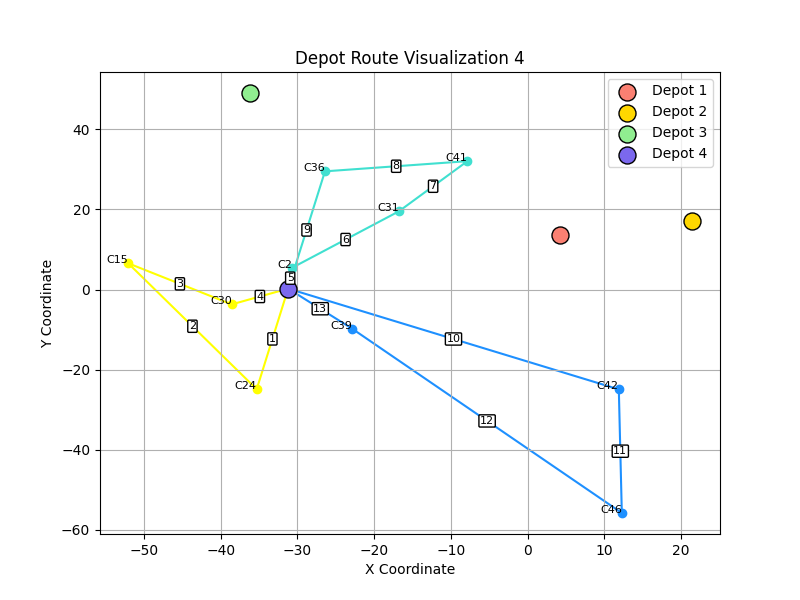 Depot Route Visualization 4
Depot 1
Depot 2
Depot 3
Depot 4
40
20
0
−20
−40
−60
Y Coordinate
C36
8
C41
7
C31
9
6
C2
5
C15
3
4
C30
13
C39
2
1
10
C24
C42
12
11
C46
−50
−40
−30
−20
−10
0
10
20
X Coordinate